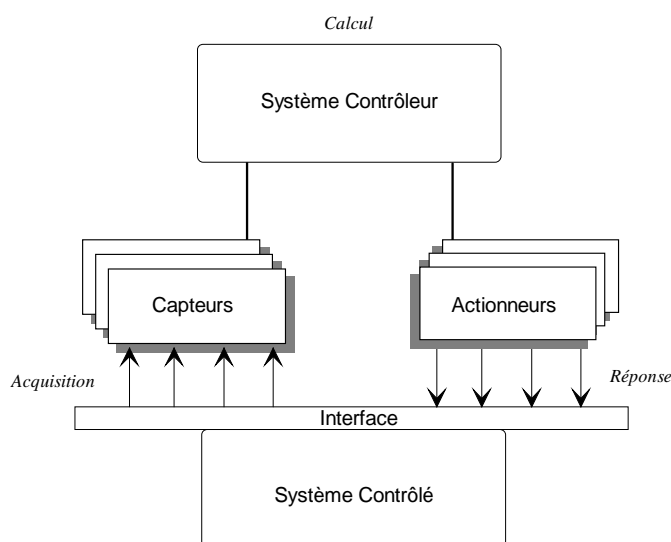 Calcul
Système Contrôleur
Capteurs
Actionneurs
Acquisition
Réponse
Interface
Système Contrôlé